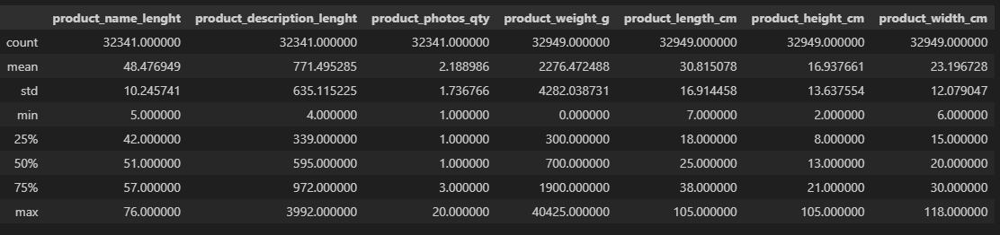 product_name_lenght product_description_lenght product_photos_qty product_weight_g product_length_cm product_height_cm product_width_cm
count 32341.000000 32341.000000 32341.000000 32949.000000 32949.000000 32949.000000 32949.000000
mean 48.476949 771.495285 2.188986 2276.472488 30.815078 16.937661 23.196728
std 10.245741 635.115225 1.736766 4282.038731 16.914458 13.637554 12.079047
min 5.000000 4.000000 1.000000 0.000000 7.000000 2.000000 6.000000
25% 42.000000 339.000000 1.000000 300.000000 18.000000 8.000000 15.000000
50% 51.000000 595.000000 1.000000 700.000000 25.000000 13.000000 20.000000
75% 57.000000 972.000000 3.000000 1900.000000 38.000000 21.000000 30.000000
max 76.000000 3992.000000 20.000000 40425.000000 105.000000 105.000000 118.000000